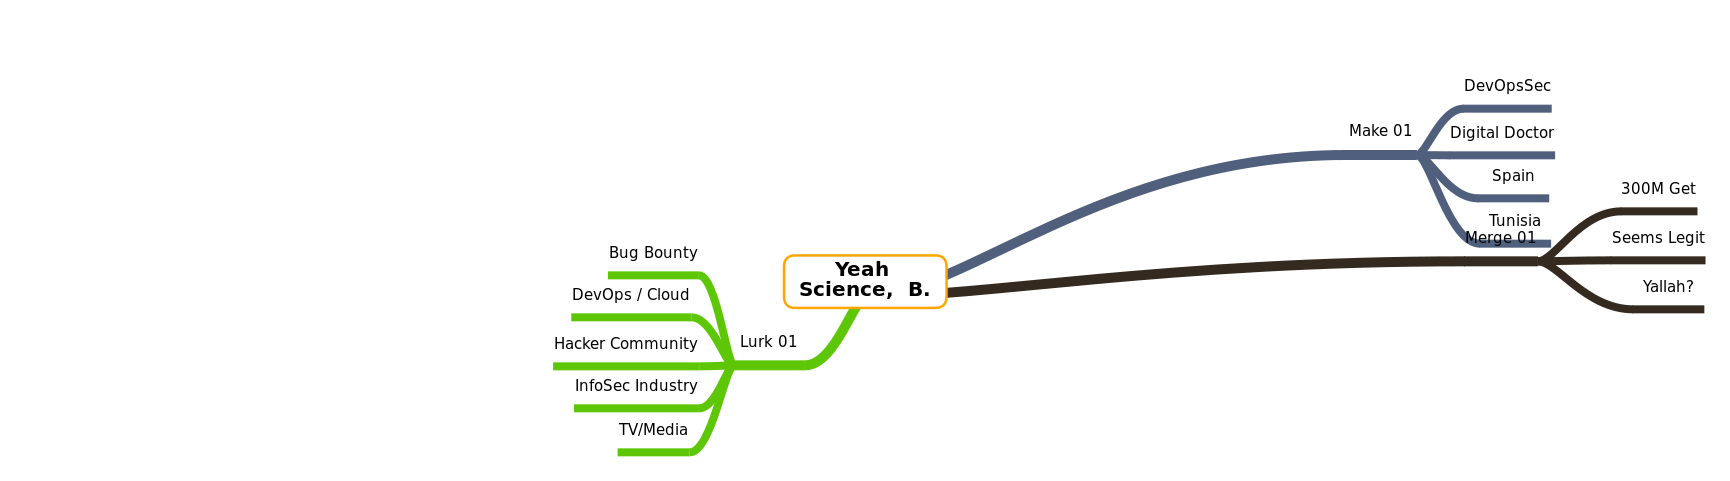 Yeah
Science,  B.
Make 01
DevOpsSec
Digital Doctor
Spain
Tunisia
Merge 01
300M Get
Seems Legit
Yallah?
Lurk 01
Bug Bounty
DevOps / Cloud
Hacker Community
InfoSec Industry
TV/Media